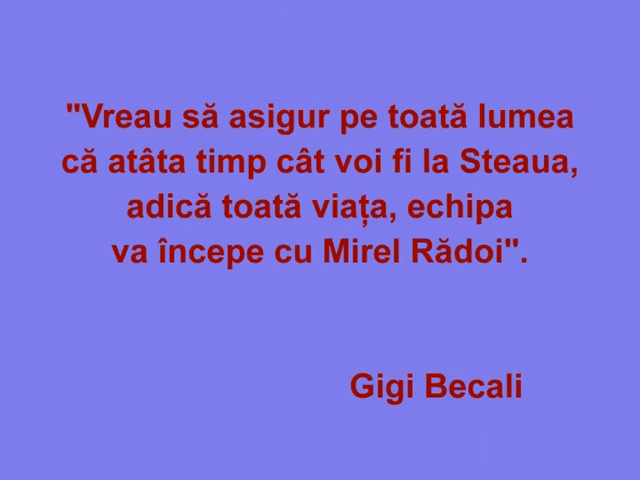 "Vreau să asigur pe toată lumea
că atâta timp cât voi fi la Steaua,
adică toată viața, echipa
va începe cu Mirel Rădoi".
Gigi Becali